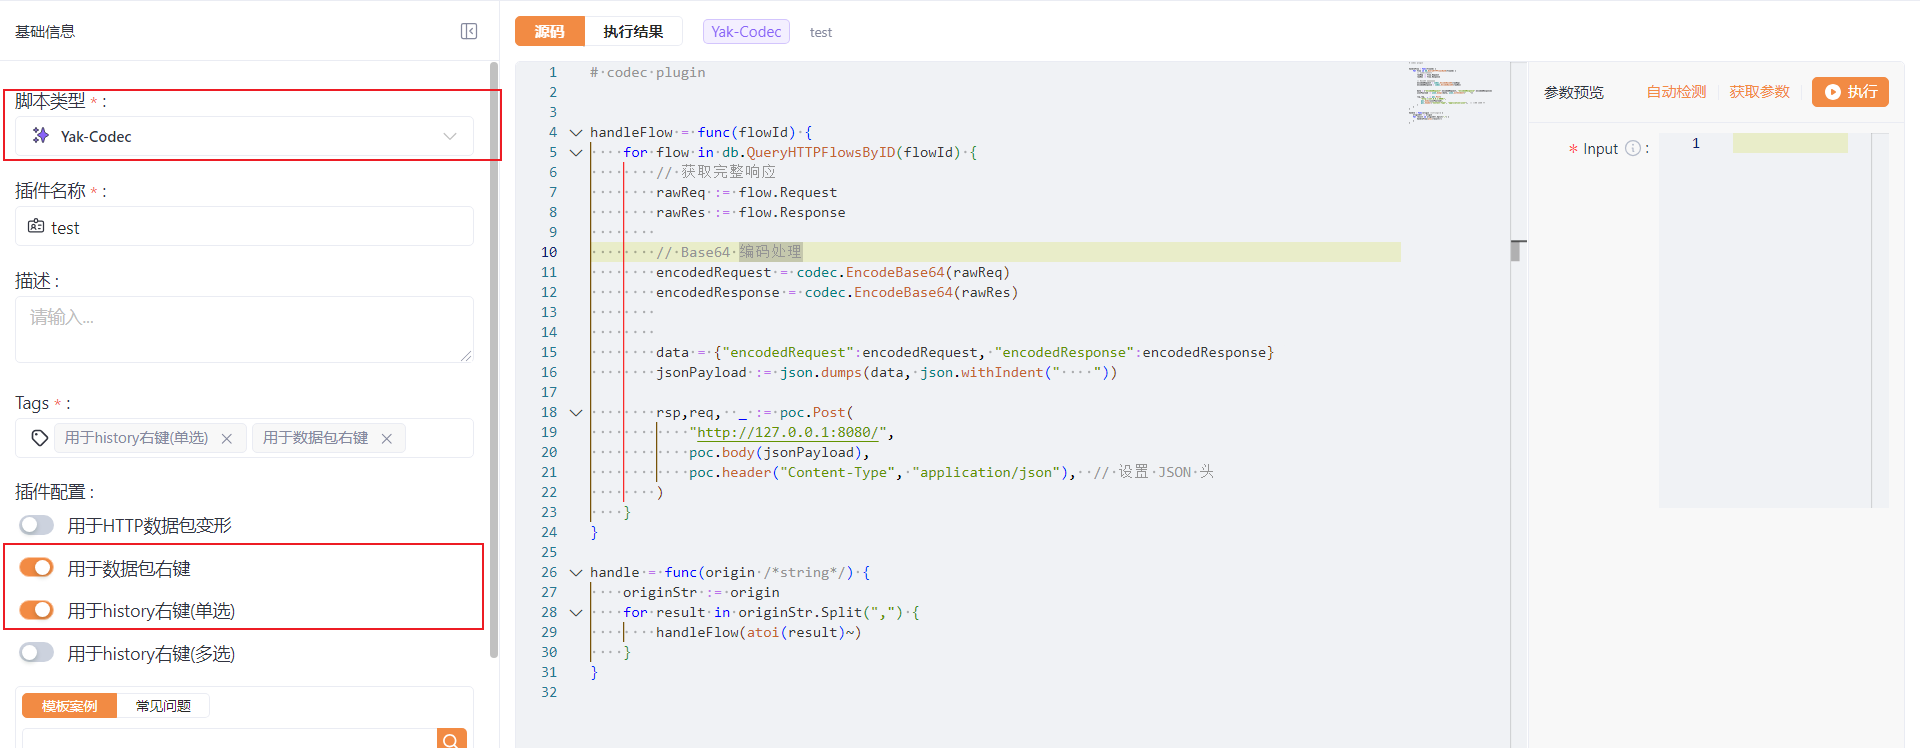 基础信息
脚本类型 * :
Yak-Codec
插件名称 * :
test
描述 :
请输入...
Tags * :
用于history右键(单选) ×
用于数据包右键 ×
插件配置 :
用于HTTP数据包变形
用于数据包右键
用于history右键(单选)
用于history右键(多选)
模板案例
常见问题
源码
执行结果
Yak-Codec
test
1 # codec plugin
2
3
4 handleFlow = func(flowId) {
5     for flow in db.QueryHTTPFlowsByID(flowId) {
6         // 获取完整响应
7         rawReq := flow.Request
8         rawRes := flow.Response
9
10         // Base64 编码处理
11         encodedRequest = codec.EncodeBase64(rawReq)
12         encodedResponse = codec.EncodeBase64(rawRes)
13
14
15         data = {"encodedRequest":encodedRequest, "encodedResponse":encodedResponse}
16         jsonPayload := json.dumps(data, json.withIndent("    "))
17
18         rsp,req, _ := poc.Post(
19             "http://127.0.0.1:8080/",
20             poc.body(jsonPayload),
21             poc.header("Content-Type", "application/json"),  // 设置 JSON 头
22         )
23     }
24 }
25
26 handle = func(origin /*string*/) {
27     originStr := origin
28     for result in originStr.Split(",") {
29         handleFlow(atoi(result)~)
30     }
31 }
32
参数预览
自动检测
获取参数
执行
* Input :
1